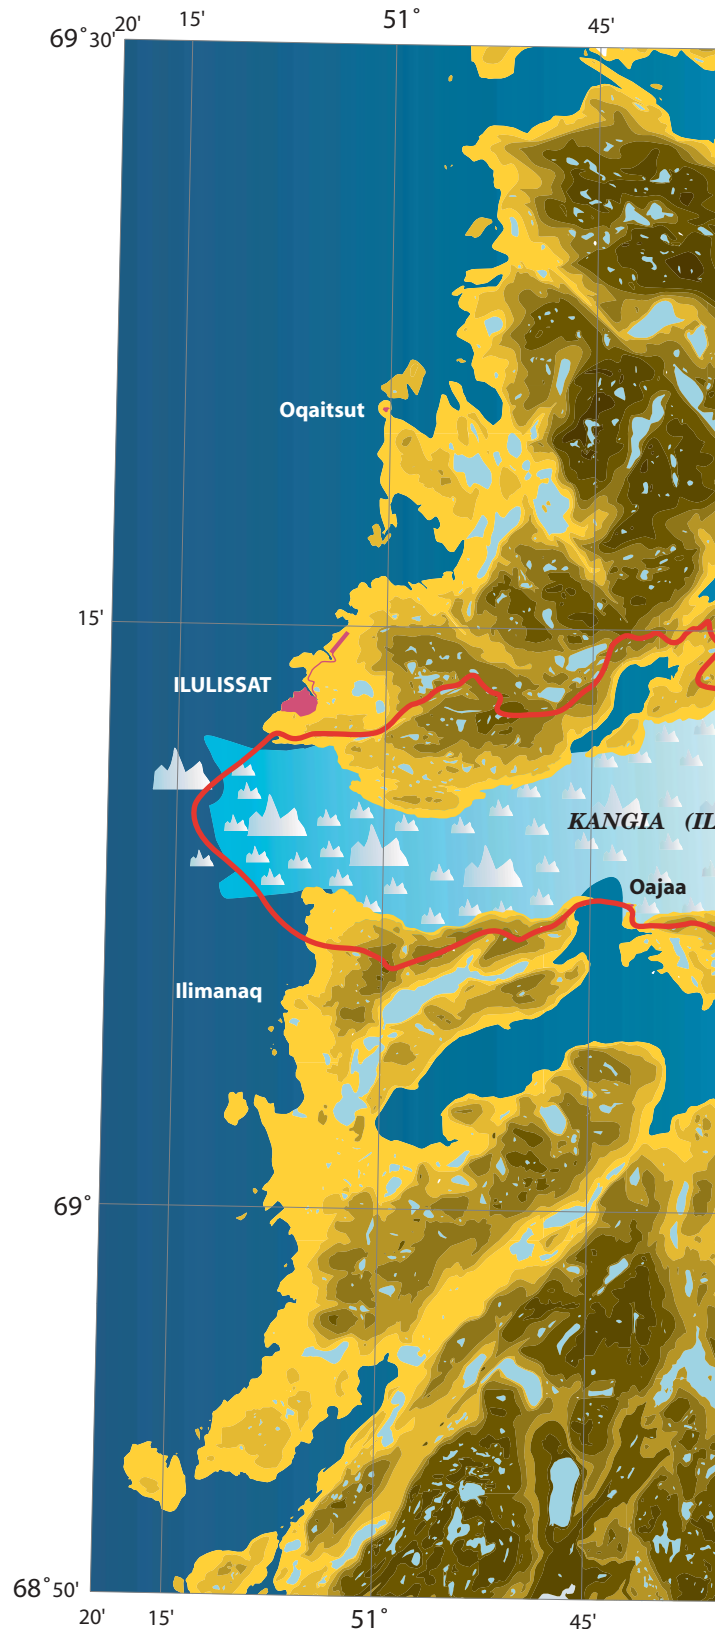 20' 15' 51° 45'
69° 30'
Oqaitsut
15'
ILULISSAT
KANGIA (IL
Oajaa
Ilimanaq
69°
68° 50'
20' 15' 51° 45'